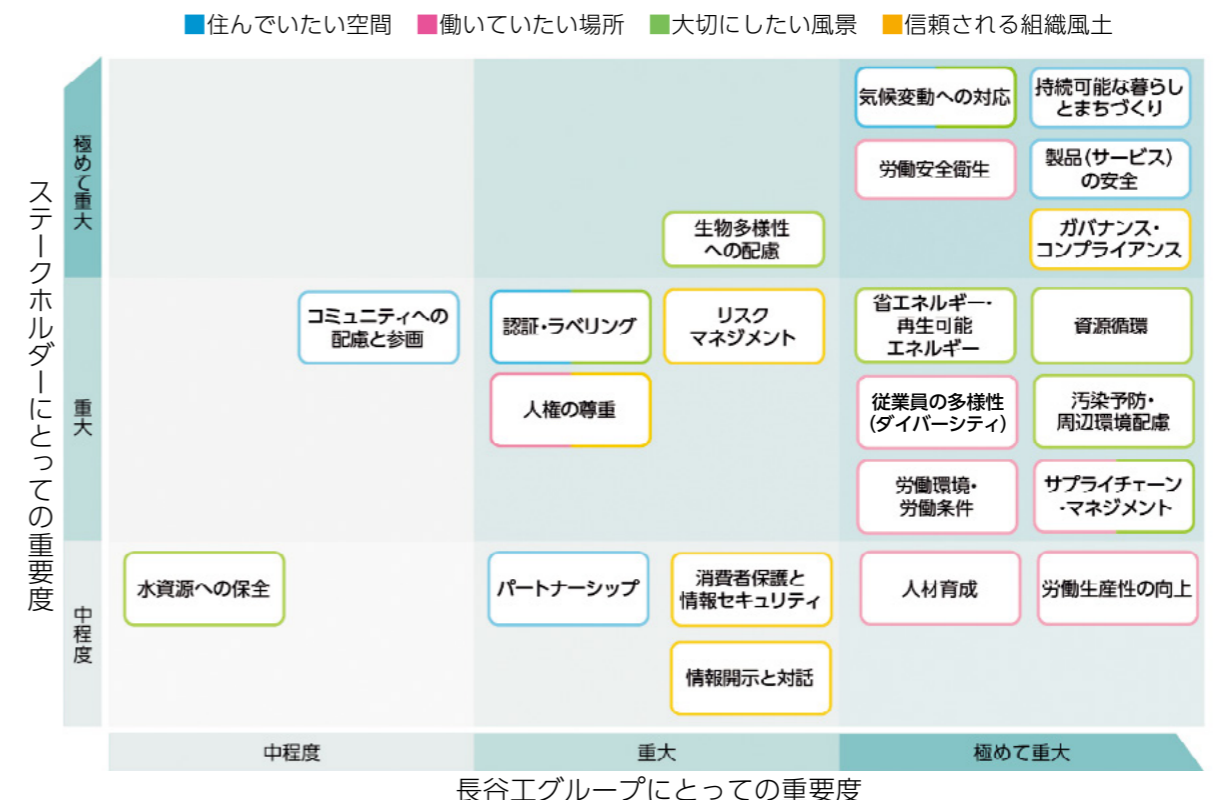 ■住んでいたい空間 ■働いていたい場所 ■大切にしたい風景 ■信頼される組織風土
ステークホルダーにとっての重要度
極めて重大
気候変動への対応
持続可能な暮らし
とまちづくり
労働安全衛生
製品(サービス)
の安全
生物多様性
への配慮
ガバナンス・
コンプライアンス
重大
コミュニティへの
配慮と参画
認証・ラベリング
リスク
マネジメント
省エネルギー・
再生可能
エネルギー
資源循環
人権の尊重
従業員の多様性
(ダイバーシティ)
汚染予防・
周辺環境配慮
労働環境・
労働条件
サプライチェーン
・マネジメント
中程度
水資源への保全
パートナーシップ
消費者保護と
情報セキュリティ
人材育成
労働生産性の向上
情報開示と対話
中程度
重大
極めて重大
長谷工グループにとっての重要度